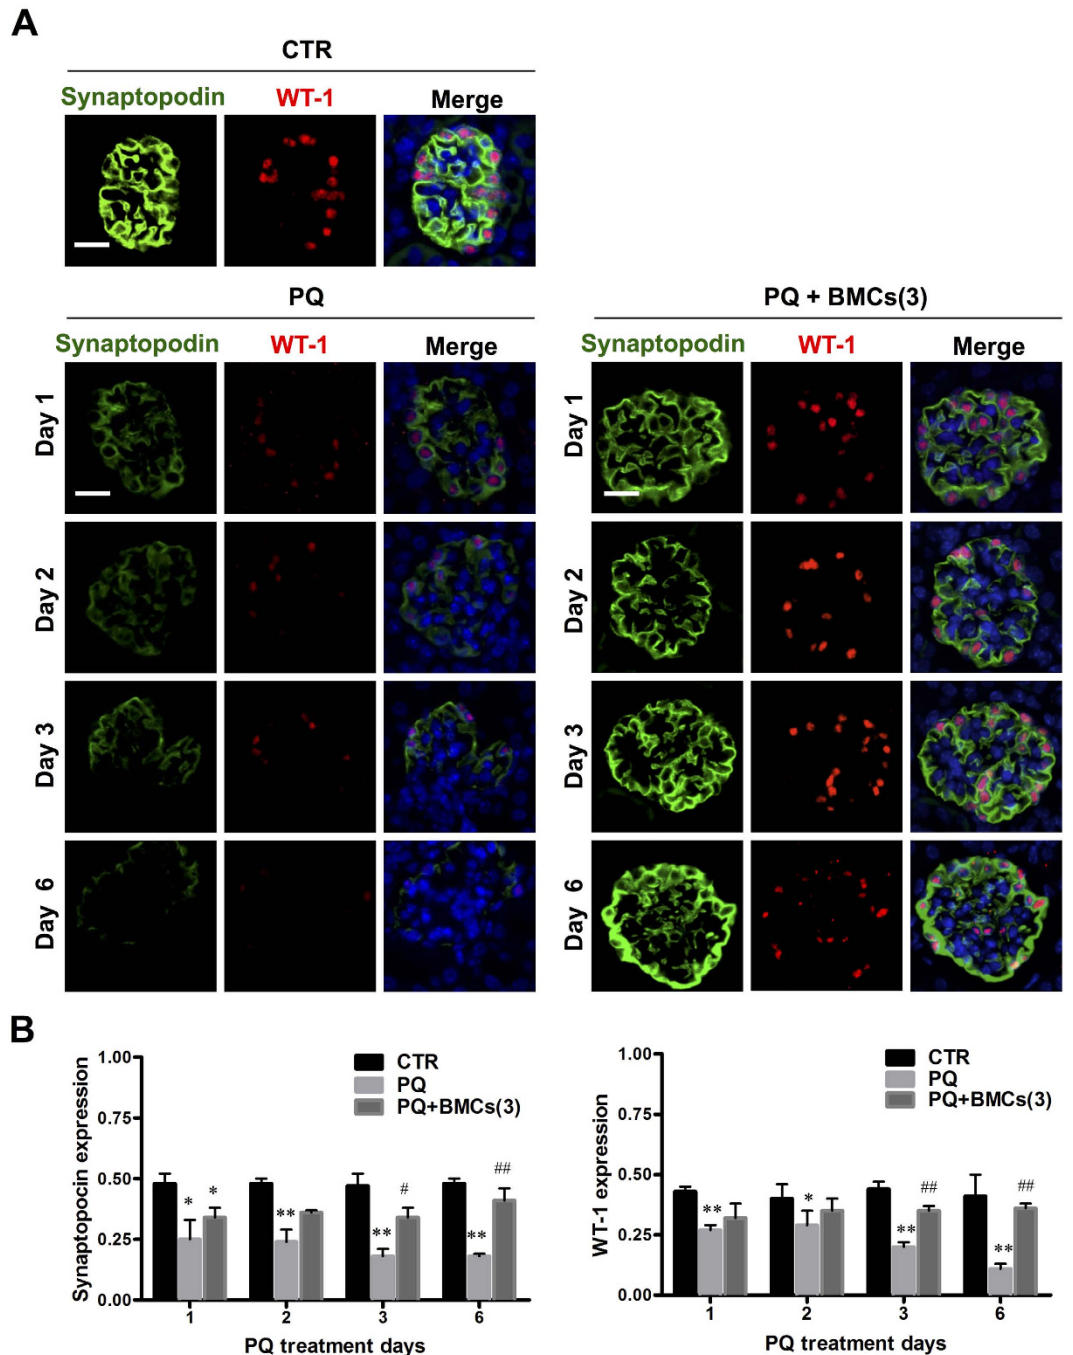 A
CTR
Synaptopodin WT-1 Merge
PQ
Synaptopodin WT-1 Merge
Day 1
Day 2
Day 3
Day 6
PQ + BMCs(3)
Synaptopodin WT-1 Merge
Day 1
Day 2
Day 3
Day 6
B
Synaptopocin expression
1.00
0.75
0.50
0.25
0.00
CTR
PQ
PQ+BMCs(3)
* *
**
** #
** ##
1 2 3 6
PQ treatment days
WT-1 expression
1.00
0.75
0.50
0.25
0.00
CTR
PQ
PQ+BMCs(3)
**
*
** ##
** ##
1 2 3 6
PQ treatment days